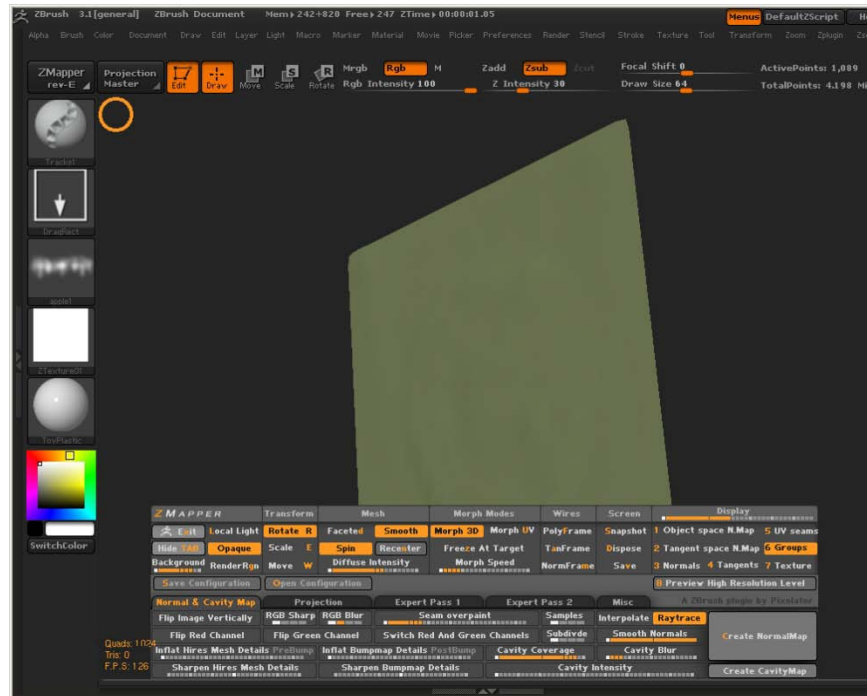 ZBrush 3.1[general] ZBrush Document Mem▸242+820 Free▸247 ZTime▸00:00:01.05 Menus DefaultZScript
Alpha Brush Color Document Draw Edit Layer Light Macro Marker Material Movie Picker Preferences Render Stencil Stroke Texture Tool Transform Zoom Zplugin
ZMapper rev-E Projection Master Edit Draw Move Scale Rotate
Mrgb Rgb M Zadd Zsub Zcut Focal Shift 0 ActivePoints: 1,089
Rgb Intensity 100 Z Intensity 30 Draw Size 64 TotalPoints: 4.198
Tracks1
DragRect
apple1
ZTexture01
ToyPlastic
SwitchColor
ZMAPPER Transform Mesh Morph Modes Wires Screen Display
Exit Local Light Rotate R Faceted Smooth Morph 3D Morph UV PolyFrame Snapshot 1 Object space N.Map 5 UV seams
Hide TAB Opaque Scale E Spin Recenter Freeze At Target TanFrame Dispose 2 Tangent space N.Map 6 Groups
Background RenderRgn Move W Diffuse Intensity Morph Speed NormFrame Save 3 Normals 4 Tangents 7 Texture
Save Configuration Open Configuration 8 Preview High Resolution Level
Normal & Cavity Map Projection Expert Pass 1 Expert Pass 2 Misc A ZBrush plugin by Pixolator
Flip Image Vertically RGB Sharp RGB Blur Seam overpaint Samples Interpolate Raytrace
Flip Red Channel Flip Green Channel Switch Red And Green Channels Subdivde Smooth Normals Create NormalMap
Inflat Hires Mesh Details PreBump Inflat Bumpmap Details PostBump Cavity Coverage Cavity Blur
Sharpen Hires Mesh Details Sharpen Bumpmap Details Cavity Intensity Create CavityMap
Quads: 1024
Tris: 0
F.P.S: 126